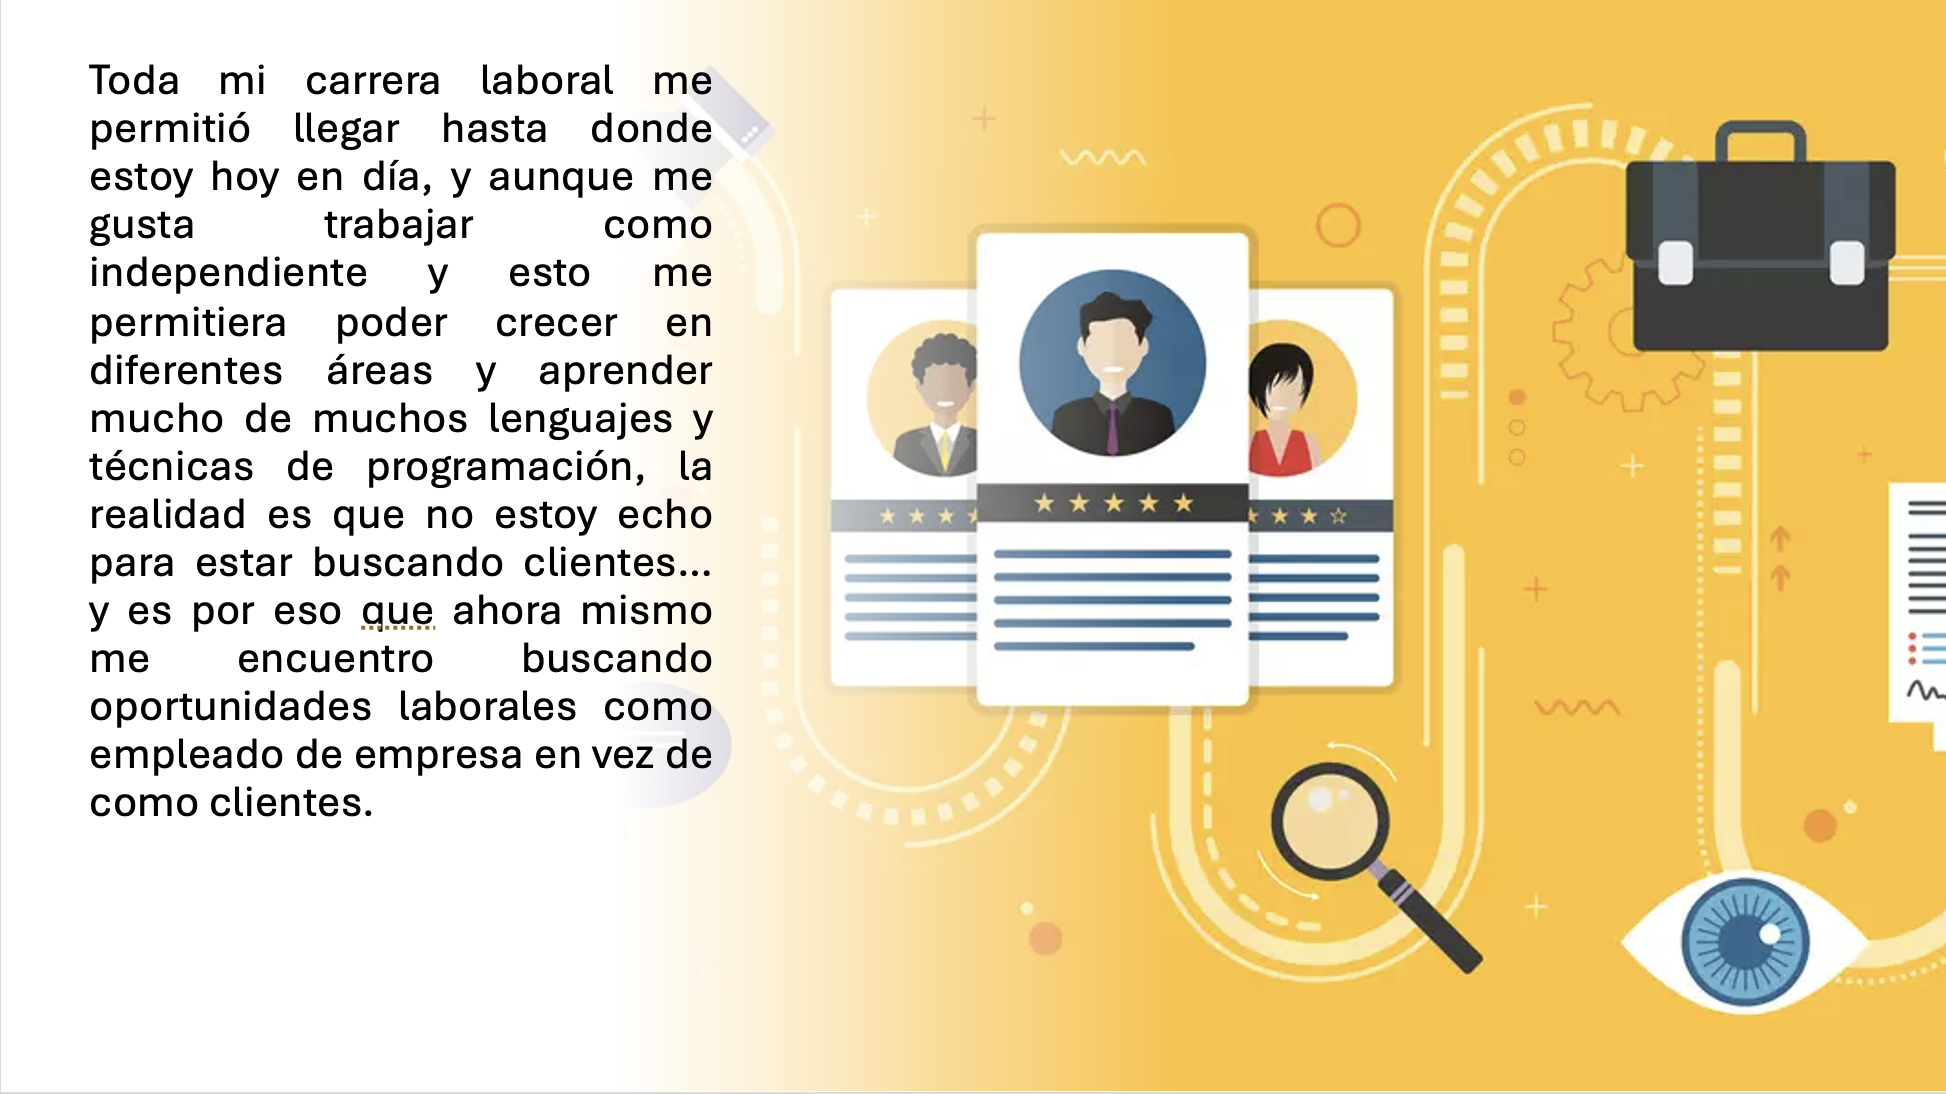 Toda mi carrera laboral me
permitió llegar hasta donde
estoy hoy en día, y aunque me
gusta trabajar como
independiente y esto me
permitiera poder crecer en
diferentes áreas y aprender
mucho de muchos lenguajes y
técnicas de programación, la
realidad es que no estoy echo
para estar buscando clientes...
y es por eso que ahora mismo
me encuentro buscando
oportunidades laborales como
empleado de empresa en vez de
como clientes.